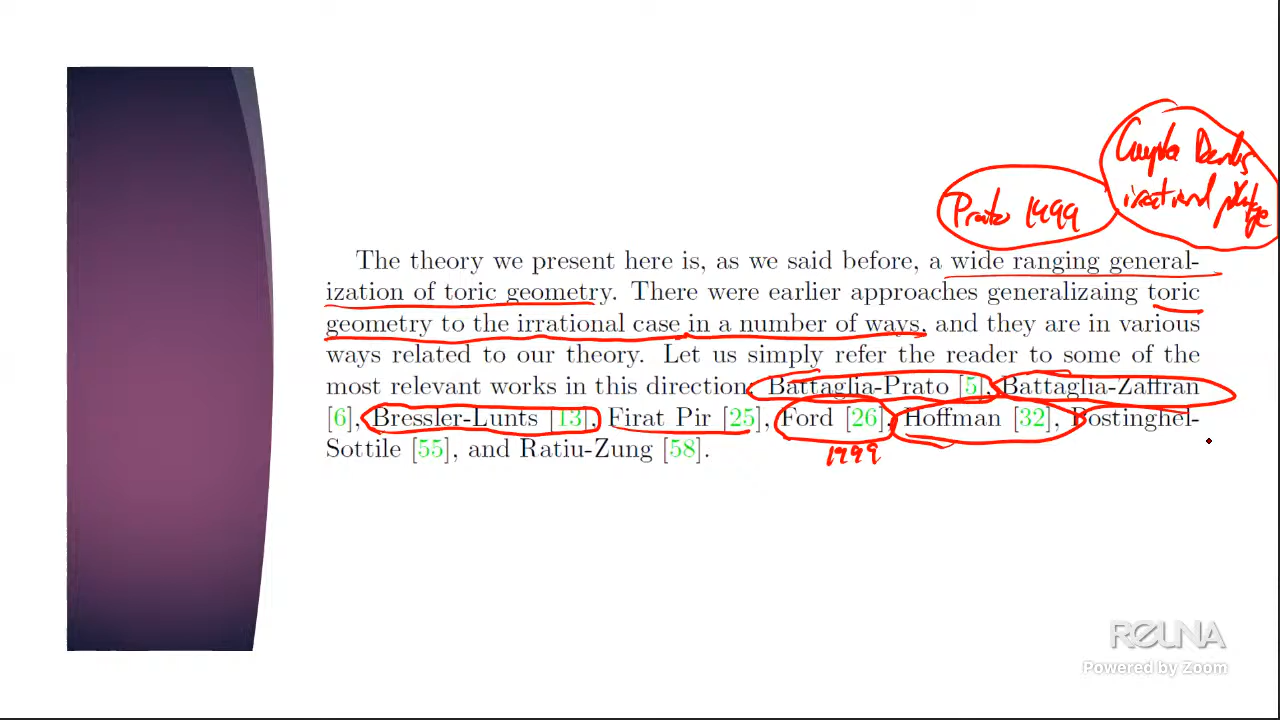 Prato 1999
The theory we present here is, as we said before, a wide ranging general-
ization of toric geometry. There were earlier approaches generalizaing toric
geometry to the irrational case in a number of ways, and they are in various
ways related to our theory. Let us simply refer the reader to some of the
most relevant works in this direction: Battaglia-Prato [5], Battaglia-Zaffran
[6], Bressler-Lunts [13], Firat Pir [25], Ford [26], Hoffman [32], Bostinghel-
Sottile [55], and Ratiu-Zung [58].
1999
REUNA
Powered by Zoom